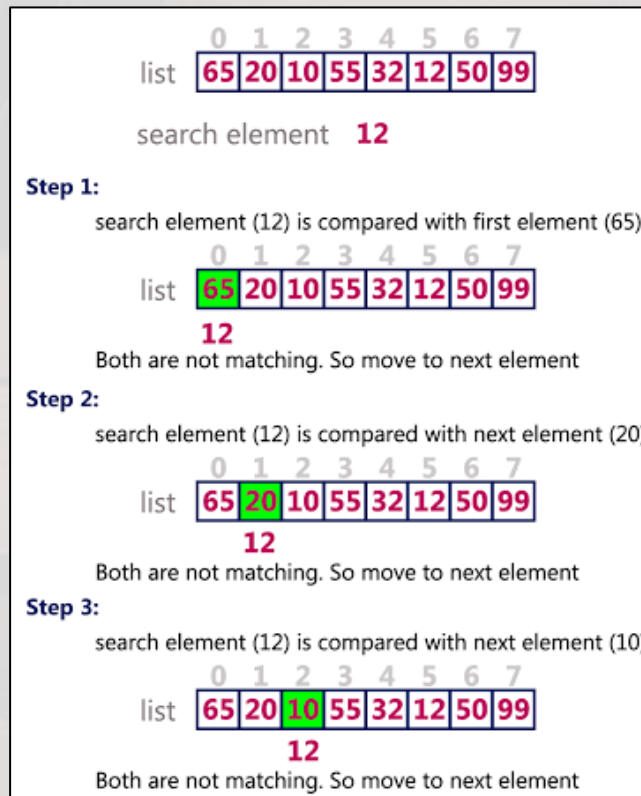 0 1 2 3 4 5 6 7
list 65 20 10 55 32 12 50 99
search element 12
Step 1:
search element (12) is compared with first element (65)
0 1 2 3 4 5 6 7
list 65 20 10 55 32 12 50 99
12
Both are not matching. So move to next element
Step 2:
search element (12) is compared with next element (20)
0 1 2 3 4 5 6 7
list 65 20 10 55 32 12 50 99
12
Both are not matching. So move to next element
Step 3:
search element (12) is compared with next element (10)
0 1 2 3 4 5 6 7
list 65 20 10 55 32 12 50 99
12
Both are not matching. So move to next element